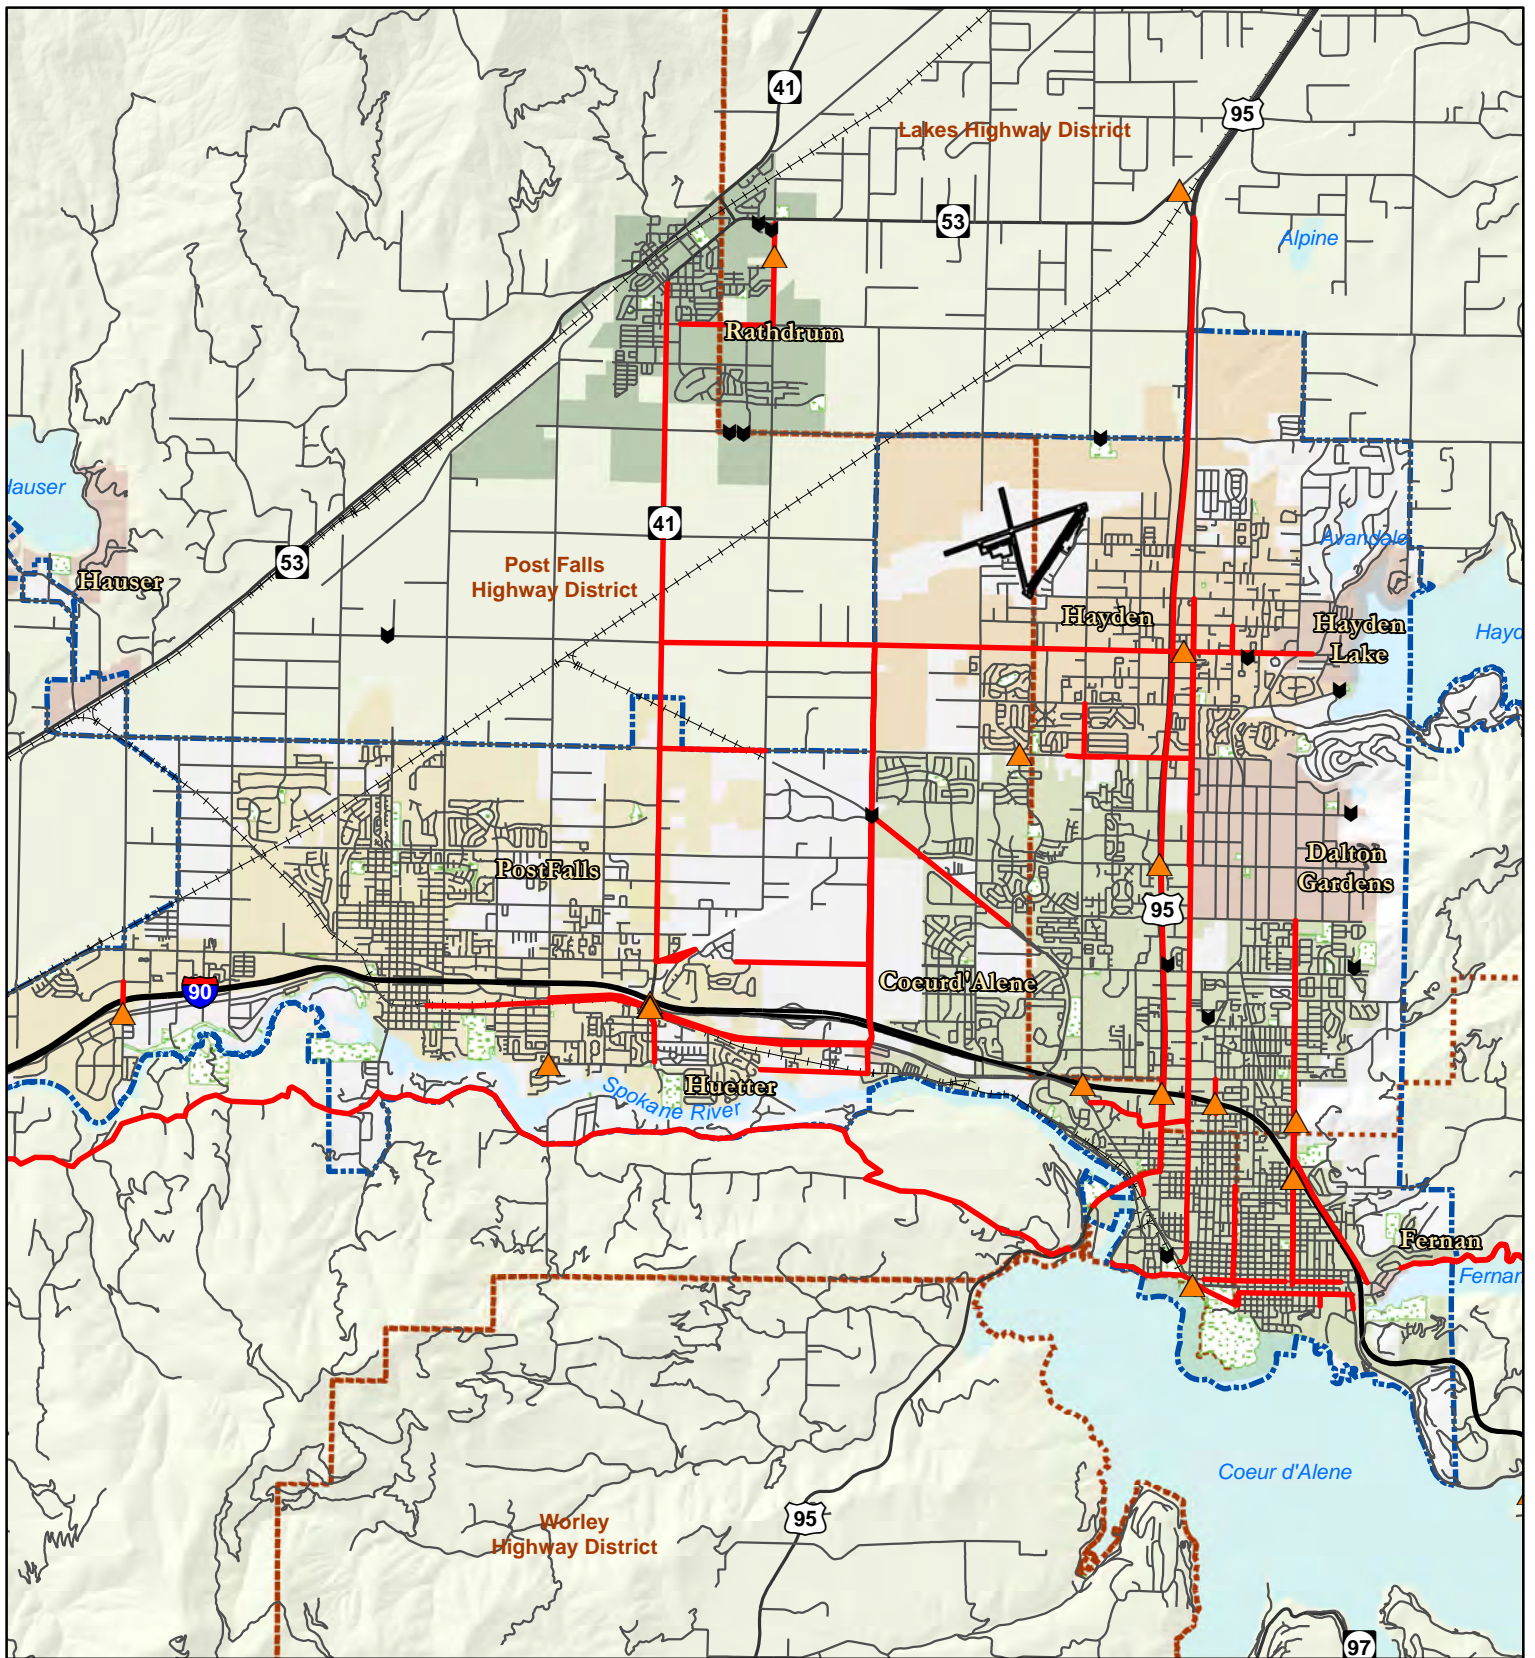 41
95
Lakes Highway District
53
Alpine
Rathdrum
Hauser
41
Avondale
53
Hauser
Post Falls
Highway District
Hayden
Hayden
Lake
Hayd
PostFalls
Dalton
Gardens
95
Coeurd'Alene
90
Huetter
Spokane River
Fernan
Fernan
Coeur d'Alene
95
Worley
Highway District
97